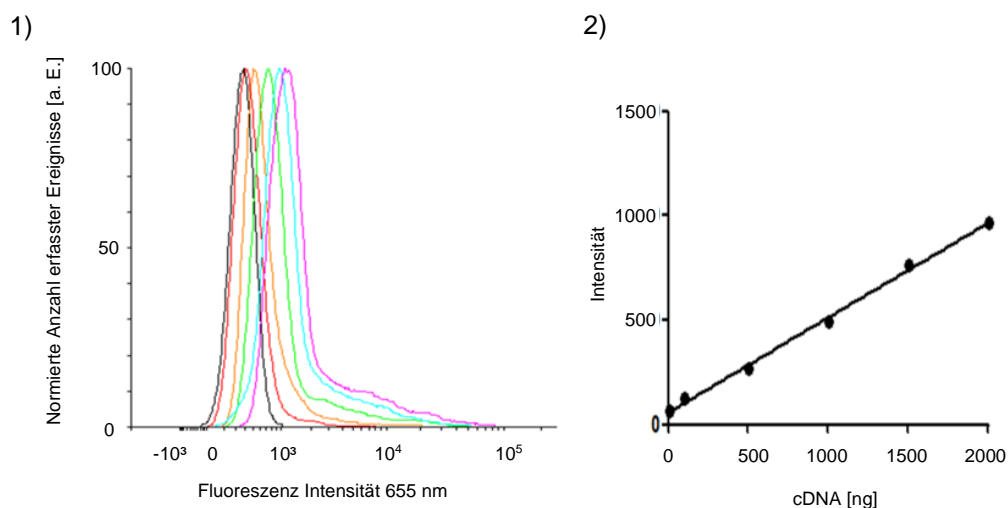 1)
Normierte Anzahl erfasster Ereignisse [a. E.]
100
50
0
-10³ 0 10³ 10⁴ 10⁵
Fluoreszenz Intensität 655 nm
2)
Intensität
1500
1000
500
0
0 500 1000 1500 2000
cDNA [ng]